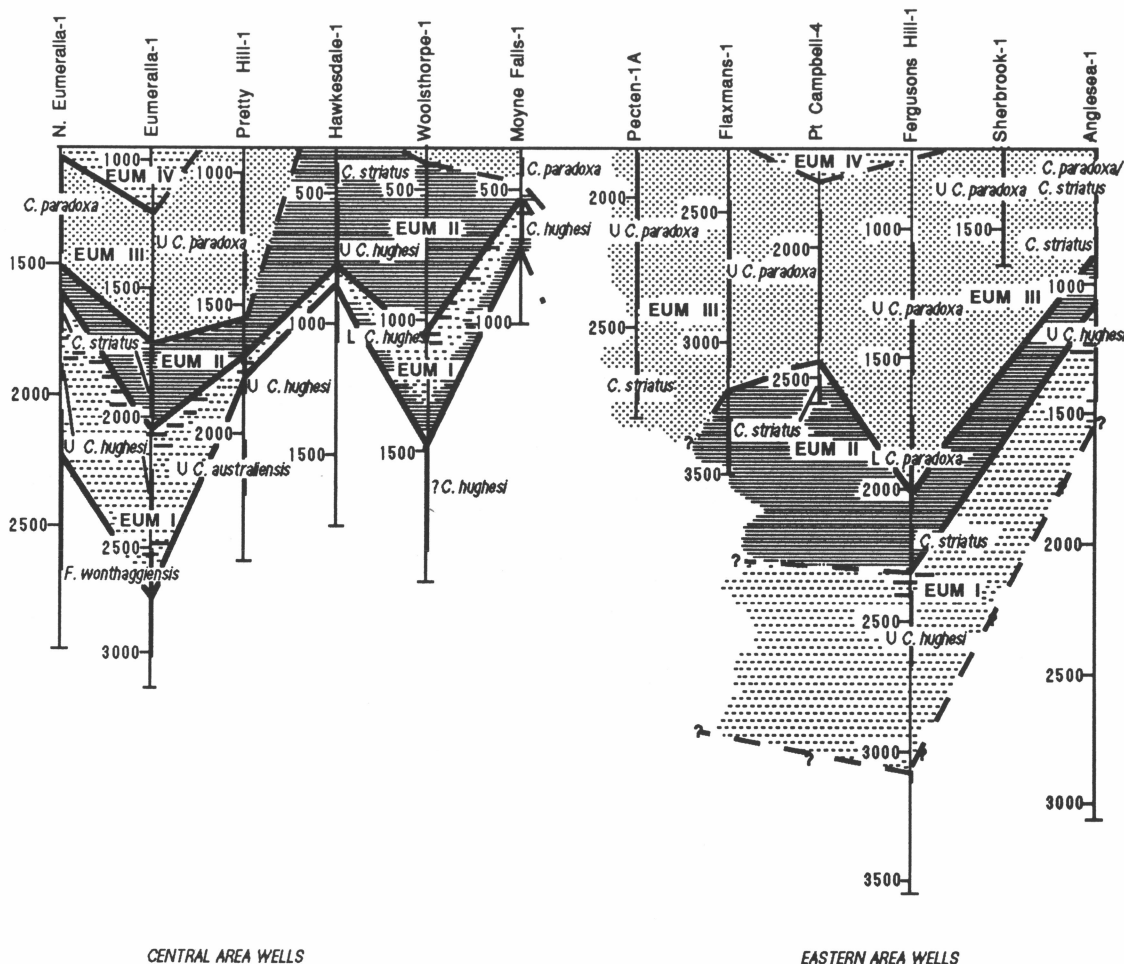 N. Eumeralla-1
Eumeralla-1
Pretty Hill-1
Hawkesdale-1
Woolsthorpe-1
Moyne Falls-1
Pecten-1A
Flaxmans-1
Pt Campbell-4
Fergusons Hill-1
Sherbrook-1
Anglesea-1
1000
1000
EUM IV
1000
C. paradoxa
EUM III
U C. paradoxa
1500
1500
1500
C. striatus
EUM II
2000
2000
2000
U C. hughesi
U C. hughesi
U C. australiensis
EUM I
2500
2500
F. wonthaggiensis
3000
C. striatus
500
500
500
C. paradoxa
EUM II
C. hughesi
U C. hughesi
1000
1000
1000
L C. hughesi
EUM I
1500
1500
? C. hughesi
EUM IV
C. paradoxa/
C. striatus
2000
2500
U C. paradoxa
U C. paradoxa
1000
1500
2000
C. striatus
U C. paradoxa
1000
EUM III
EUM III
U C. paradoxa
2500
3000
U C. hughesi
1500
2500
C. striatus
1500
?
C. striatus
EUM II
?
L C. paradoxa
3500
2000
C. striatus
2000
?
EUM I
2500
U C. hughesi
2500
?
?
3000
?
3000
3500
CENTRAL AREA WELLS
EASTERN AREA WELLS